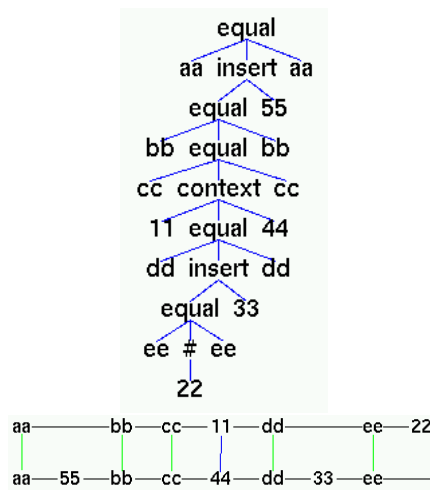 equal
aa insert aa
equal 55
bb equal bb
cc context cc
11 equal 44
dd insert dd
equal 33
ee # ee
22
aa bb cc 11 dd ee 22
aa 55 bb cc 44 dd 33 ee